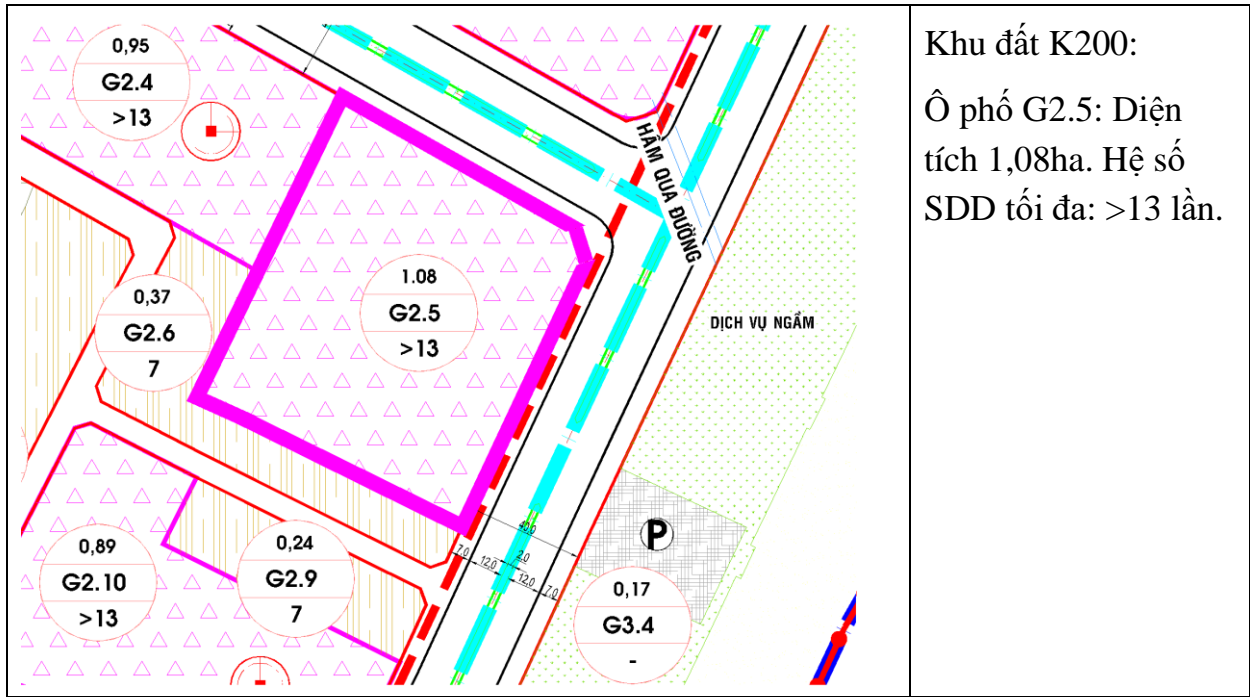 0,95
G2.4
>13
HẦM QUA ĐƯỜNG
1.08
G2.5
>13
0,37
G2.6
7
DỊCH VỤ NGẦM
40,0
7,0
12,0
2,0
12,0
7,0
P
0,89
G2.10
>13
0,24
G2.9
7
0,17
G3.4
-
Khu đất K200:
Ô phố G2.5: Diện
tích 1,08ha. Hệ số
SDD tối đa: >13 lần.